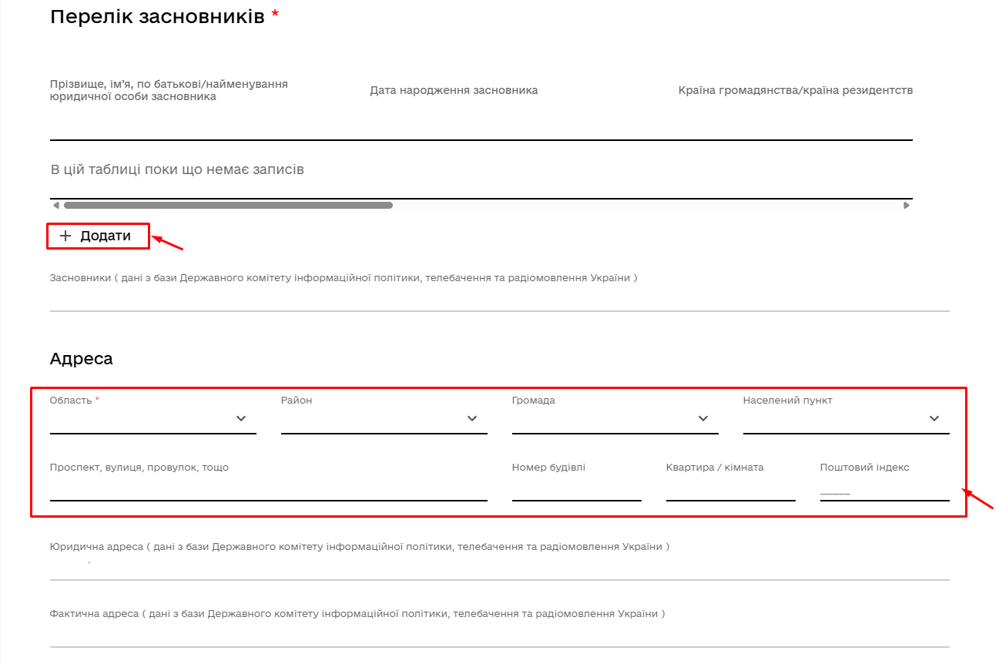 Перелік засновників *
Прізвище, ім’я, по батькові/найменування
юридичної особи засновника
Дата народження засновника
Країна громадянства/країна резидентств
В цій таблиці поки що немає записів
+ Додати
Засновники ( дані з бази Державного комітету інформаційної політики, телебачення та радіомовлення України )
Адреса
Область *
Район
Громада
Населений пункт
Проспект, вулиця, провулок, тощо
Номер будівлі
Квартира / кімната
Поштовий індекс
_____
Юридична адреса ( дані з бази Державного комітету інформаційної політики, телебачення та радіомовлення України )
Фактична адреса ( дані з бази Державного комітету інформаційної політики, телебачення та радіомовлення України )